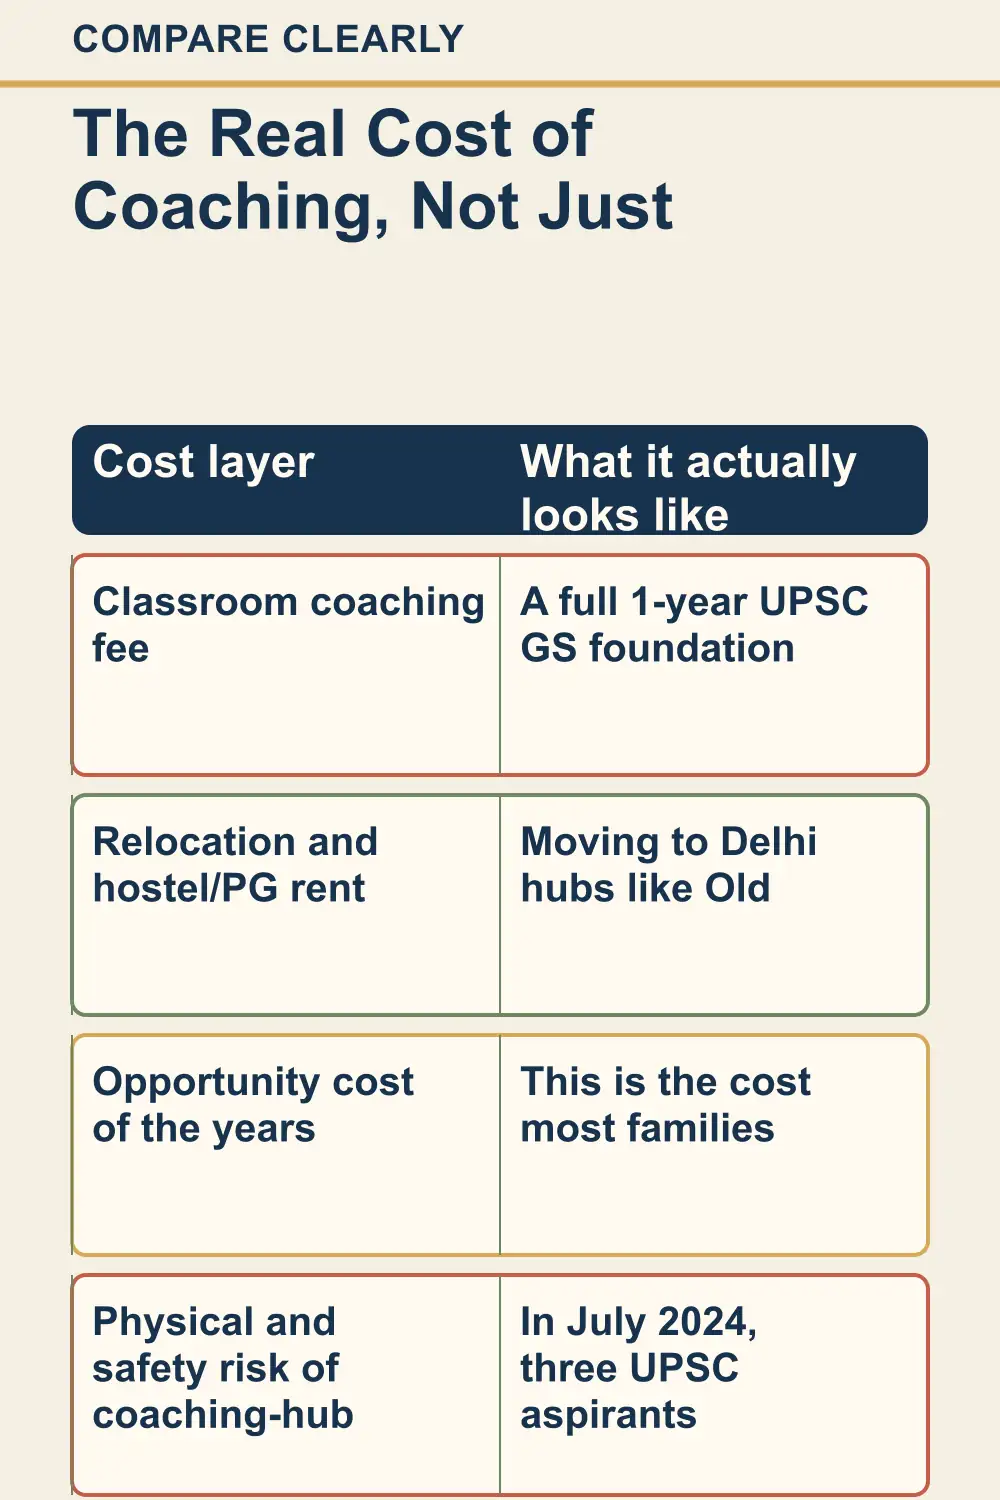 COMPARE CLEARLY
The Real Cost of
Coaching, Not Just
Cost layer
What it actually
looks like
Classroom coaching
fee
A full 1-year UPSC
GS foundation
Relocation and
hostel/PG rent
Moving to Delhi
hubs like Old
Opportunity cost
of the years
This is the cost
most families
Physical and
safety risk of
coaching-hub
In July 2024,
three UPSC
aspirants